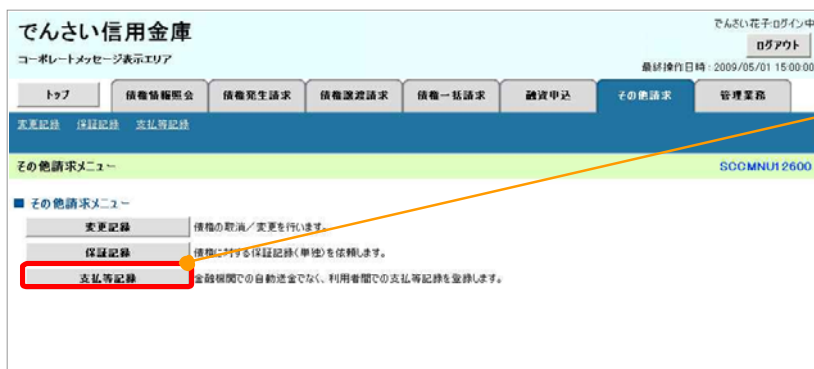 でんさい信用金庫
コーポレートメッセージ表示エリア
でんさい花子:ログイン中
ログアウト
最終操作日時：2009/05/01 15:00:00
トップ 債権情報照会 債権発生請求 債権譲渡請求 債権一括請求 融資申込 その他請求 管理業務
変更記録 保証記録 支払等記録
その他請求メニュー SCCMNU12600
■ その他請求メニュー
変更記録 債権の取消／変更を行います。
保証記録 債権に対する保証記録(単独)を依頼します。
支払等記録 金融機関での自動送金でなく、利用者間での支払等記録を登録します。